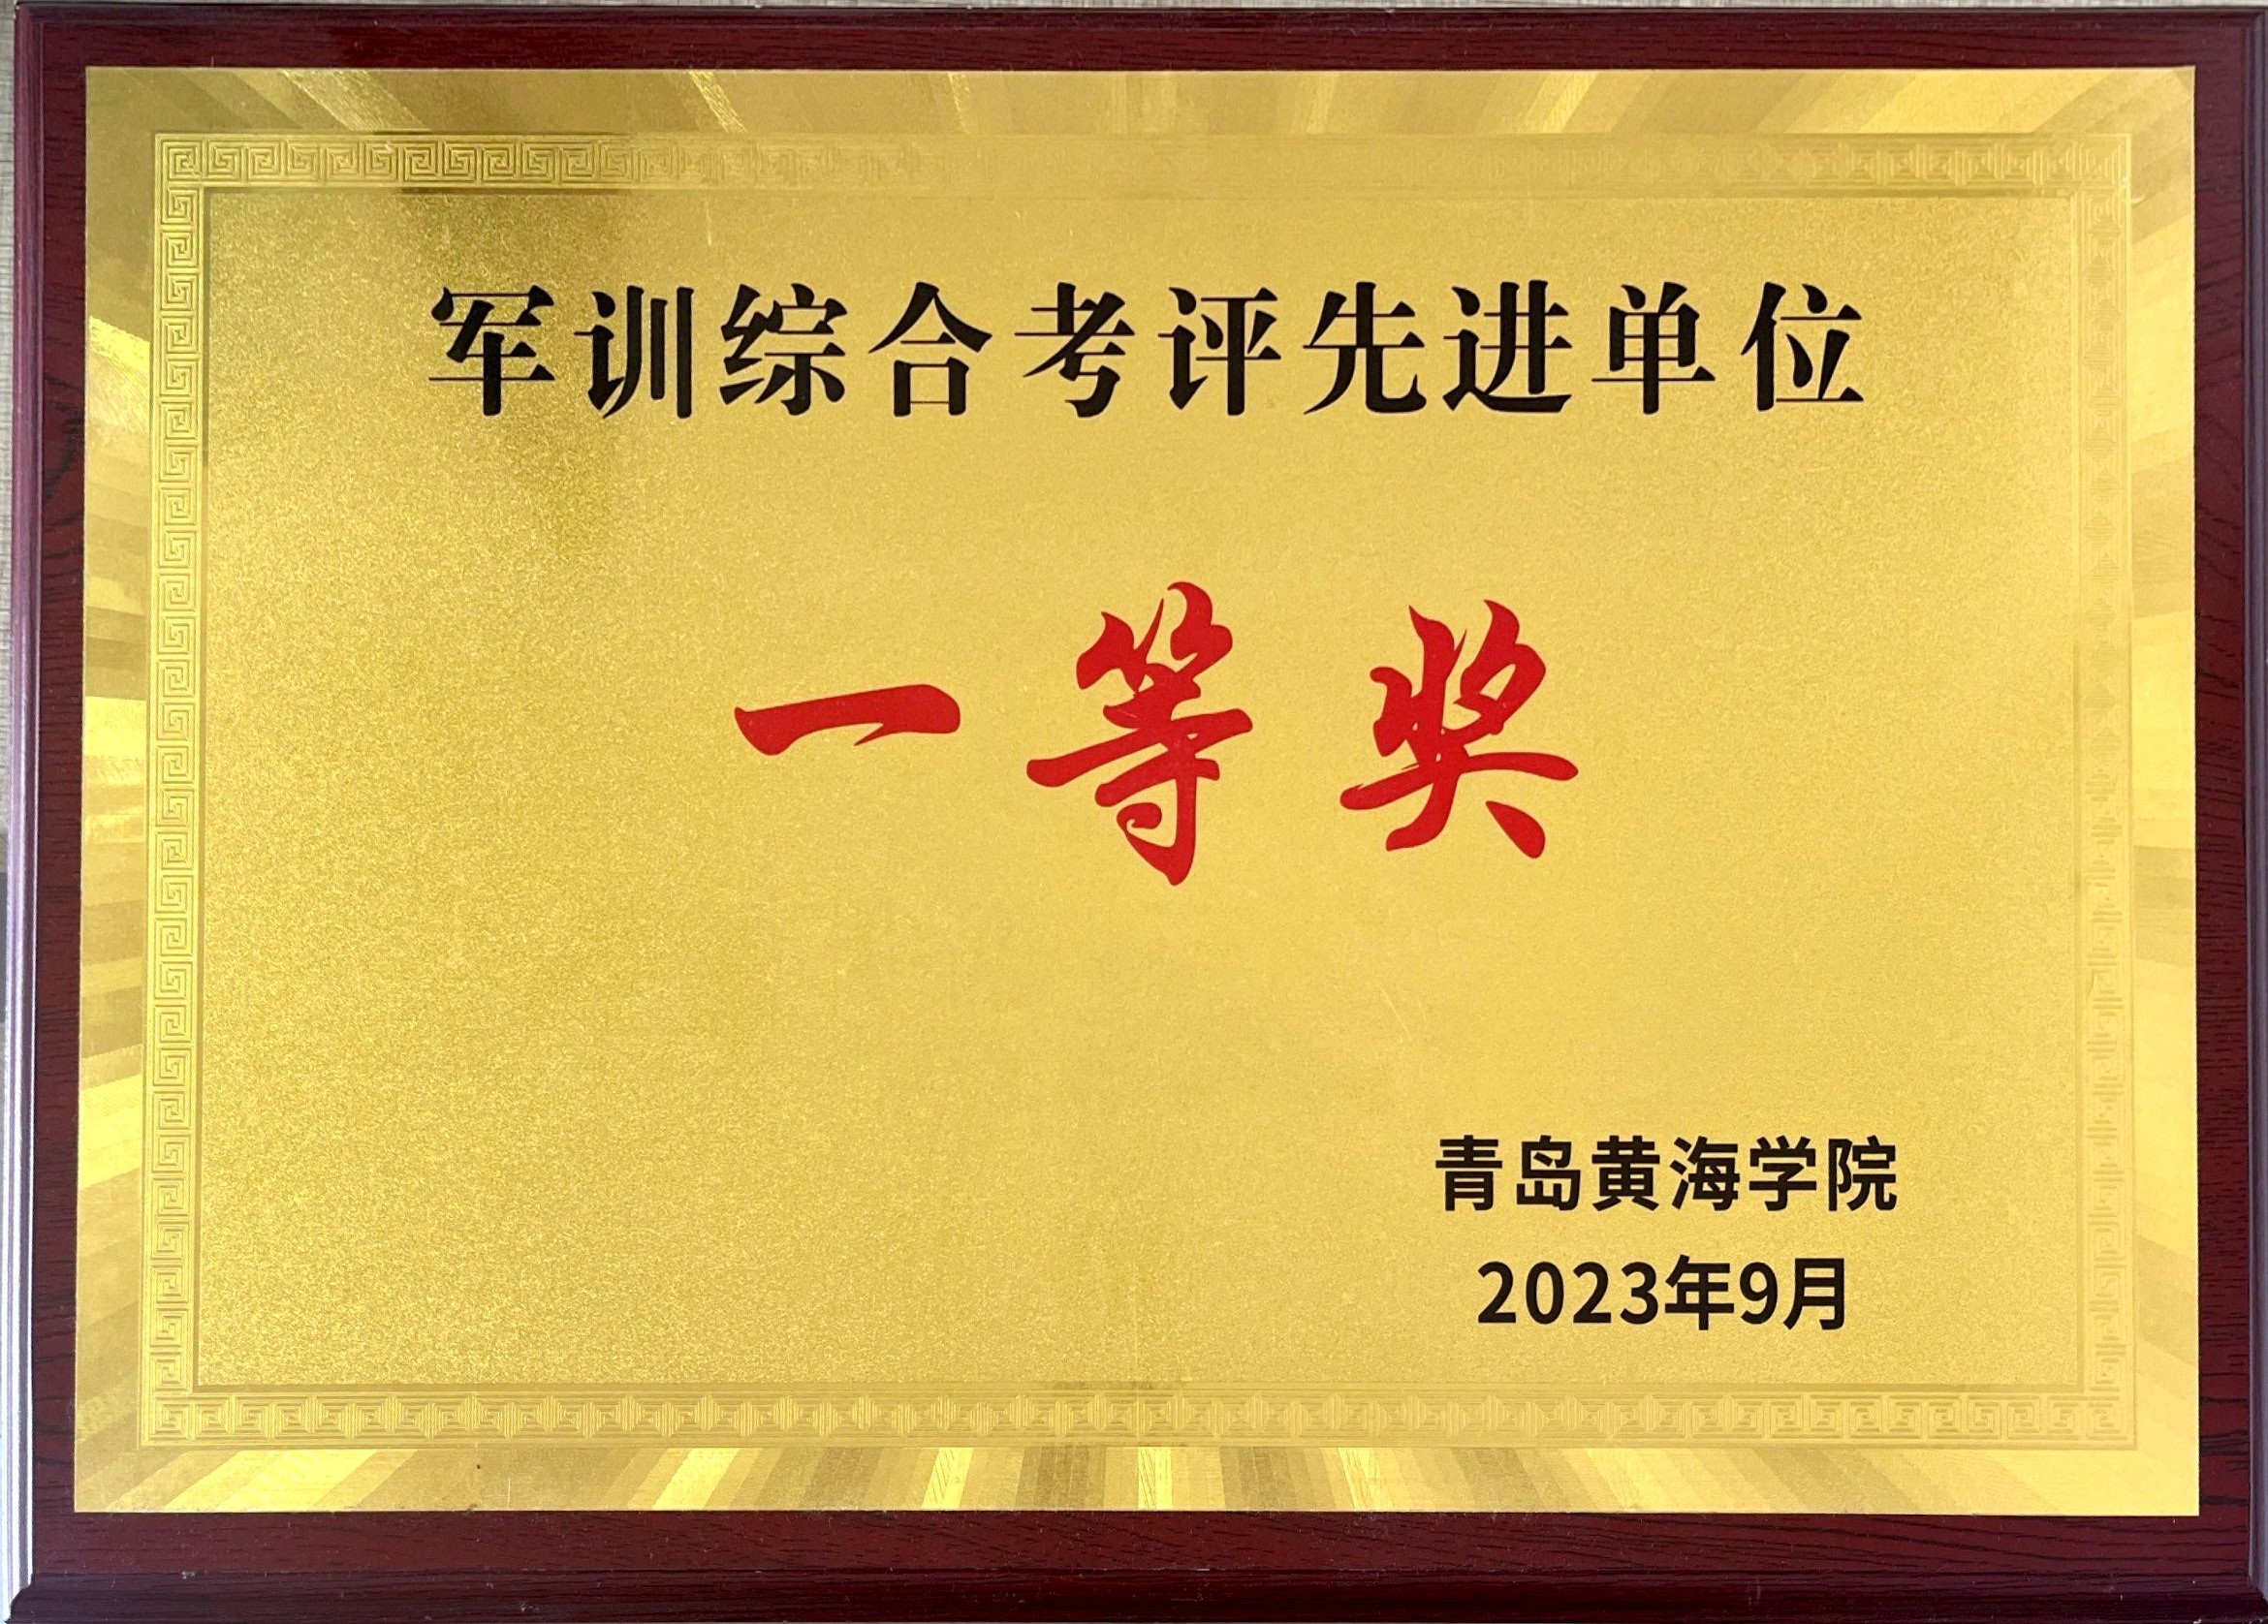 军训综合考评先进单位
一等奖
青岛黄海学院
2023年9月